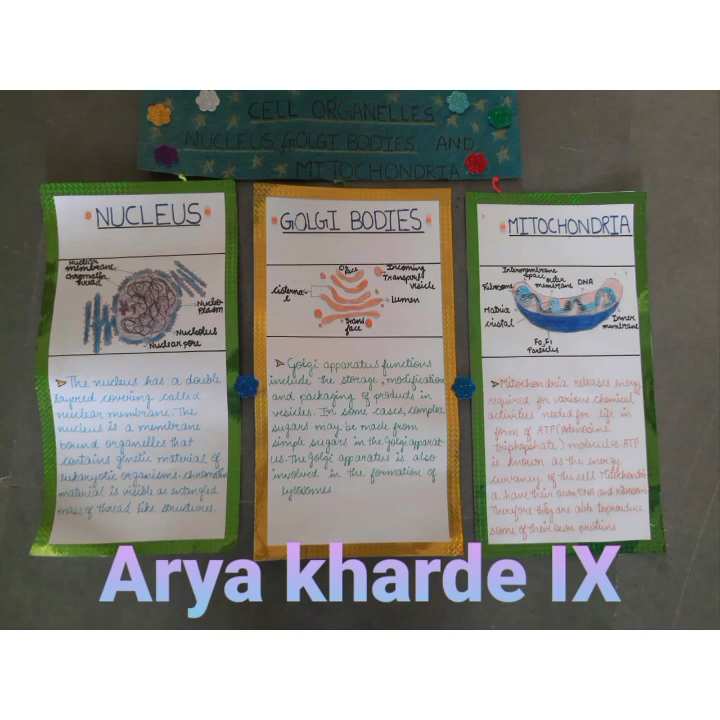 CELL ORGANELLES
NUCLEUS GOLGI BODIES AND
MITOCHONDRIA
NUCLEUS
Nuclear
membrane
chromatin
thread
Nucleo-
plasm
Nucleolus
Nuclear pore
The nucleus has a double
layored covering called
nuclear membrane. The
nucleus is a membrane
bound organelles that
contains genetic material of
eukaryotic organisms. chromatin
material is visible as entangled
mass of thread like structures.
GOLGI BODIES
Cis
face
Incoming
Transport
vesicle
cisterna-
e
Lumen
Trans
face
Golgi apparatus functions
include the storage, modification
and packaging of products in
vesicles. In some cases, complex
sugars may be made from
simple sugars in the Golgi apparat-
us. The Golgi apparatus is also
involved in the formation of
lysosomes.
MITOCHONDRIA
Intermembrane
space
outer
membrane
DNA
Ribosome
Matrix
cristae
Inner
membrane
F0, F1
Particles
Mitochondria releases energy
required for various chemical
activities needed for life in
form of ATP (Adenosine
triphosphate) molecules. ATP
is known as the energy
currency of the cell. Mitochondri
a have their own DNA and ribosomes
Therefore they are able to produce
some of their own proteins.
Arya kharde IX